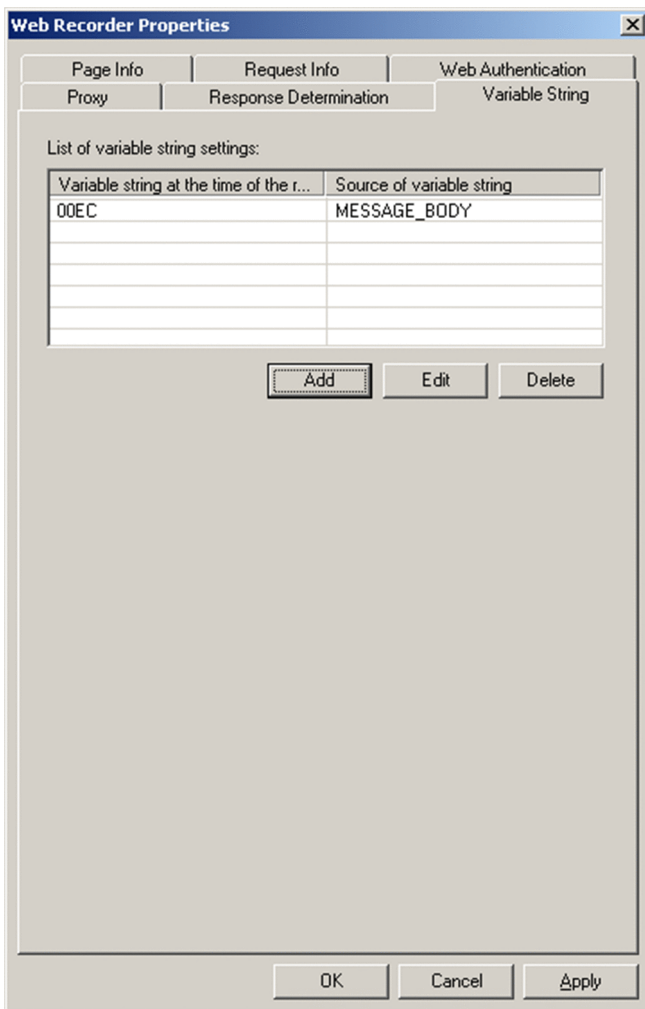 Web Recorder Properties
Page Info Request Info Web Authentication
Proxy Response Determination Variable String
List of variable string settings:
Variable string at the time of the r... Source of variable string
00EC MESSAGE_BODY
Add Edit Delete
OK Cancel Apply